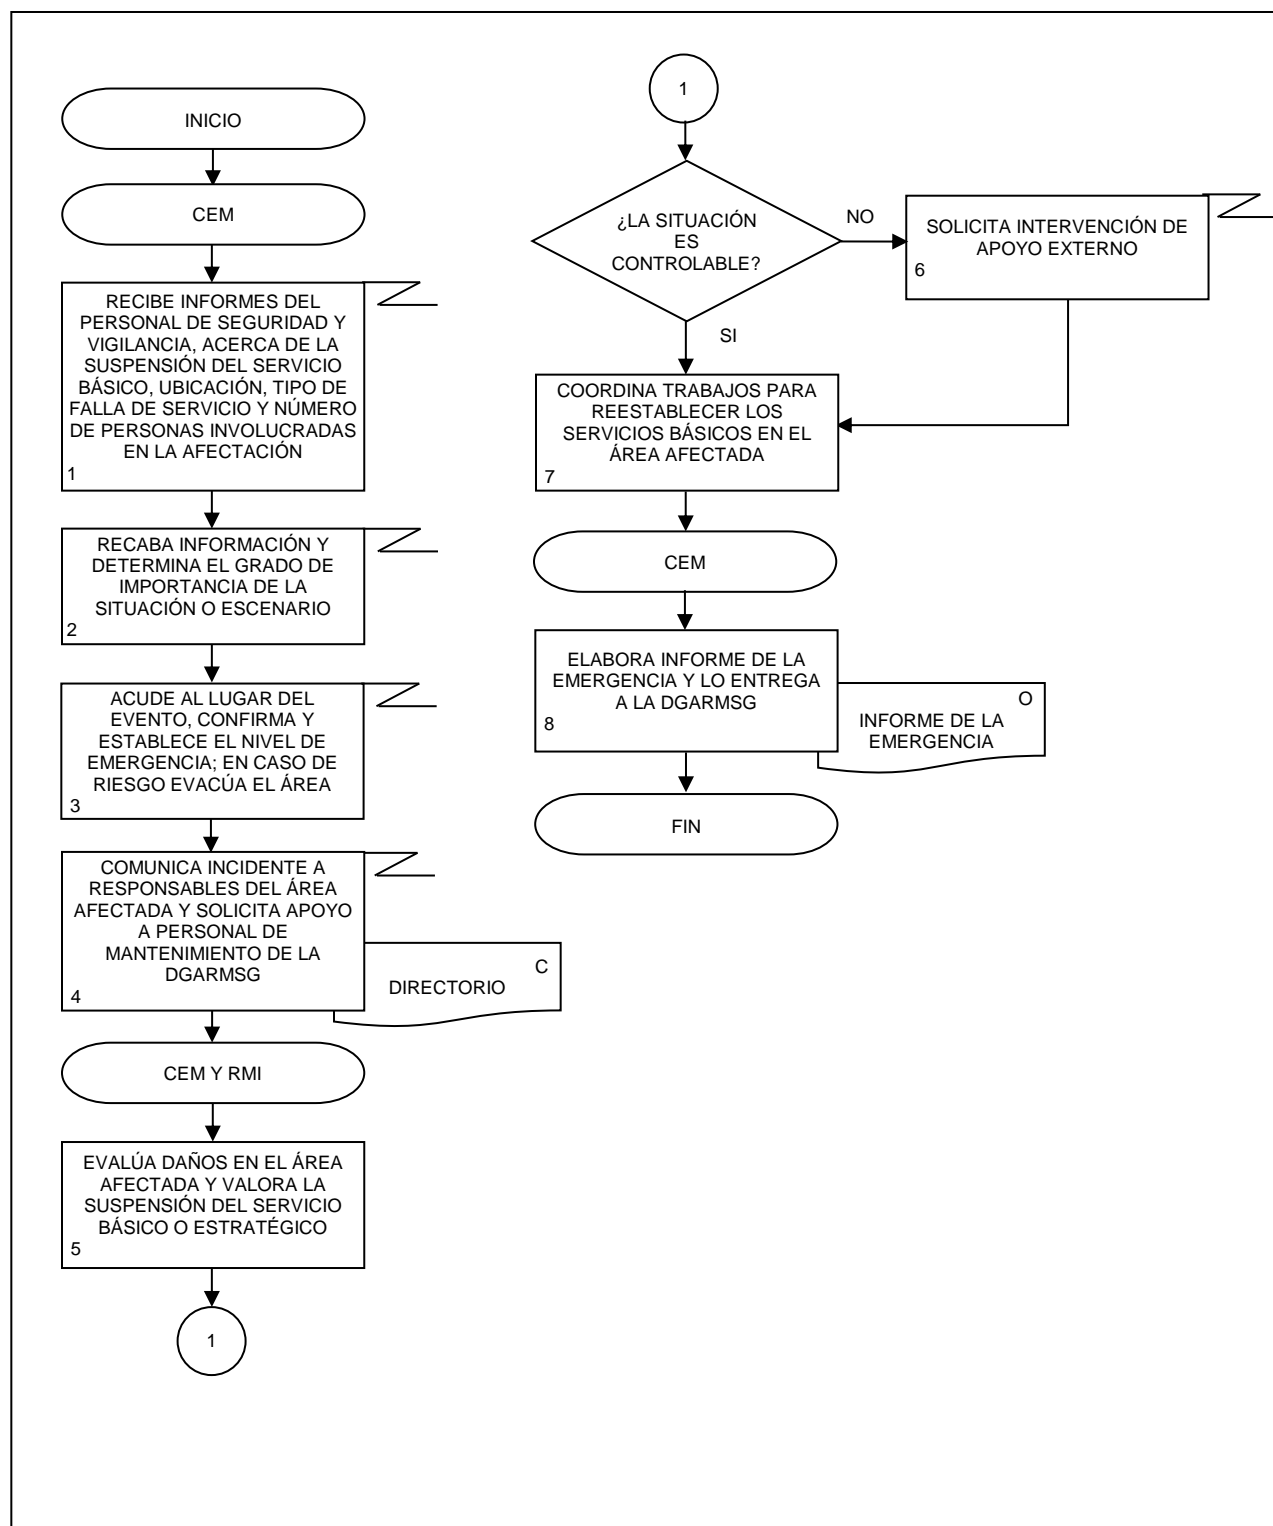 INICIO
CEM
RECIBE INFORMES DEL
PERSONAL DE SEGURIDAD Y
VIGILANCIA, ACERCA DE LA
SUSPENSIÓN DEL SERVICIO
BÁSICO, UBICACIÓN, TIPO DE
FALLA DE SERVICIO Y NÚMERO
DE PERSONAS INVOLUCRADAS
EN LA AFECTACIÓN
1
RECABA INFORMACIÓN Y
DETERMINA EL GRADO DE
IMPORTANCIA DE LA
SITUACIÓN O ESCENARIO
2
ACUDE AL LUGAR DEL
EVENTO, CONFIRMA Y
ESTABLECE EL NIVEL DE
EMERGENCIA; EN CASO DE
RIESGO EVACÚA EL ÁREA
3
COMUNICA INCIDENTE A
RESPONSABLES DEL ÁREA
AFECTADA Y SOLICITA APOYO
A PERSONAL DE
MANTENIMIENTO DE LA
DGARMSG
4
C
DIRECTORIO
CEM Y RMI
EVALÚA DAÑOS EN EL ÁREA
AFECTADA Y VALORA LA
SUSPENSIÓN DEL SERVICIO
BÁSICO O ESTRATÉGICO
5
1
1
¿LA SITUACIÓN
ES
CONTROLABLE?
NO
SOLICITA INTERVENCIÓN DE
APOYO EXTERNO
6
SI
COORDINA TRABAJOS PARA
REESTABLECER LOS
SERVICIOS BÁSICOS EN EL
ÁREA AFECTADA
7
CEM
ELABORA INFORME DE LA
EMERGENCIA Y LO ENTREGA
A LA DGARMSG
8
O
INFORME DE LA
EMERGENCIA
FIN